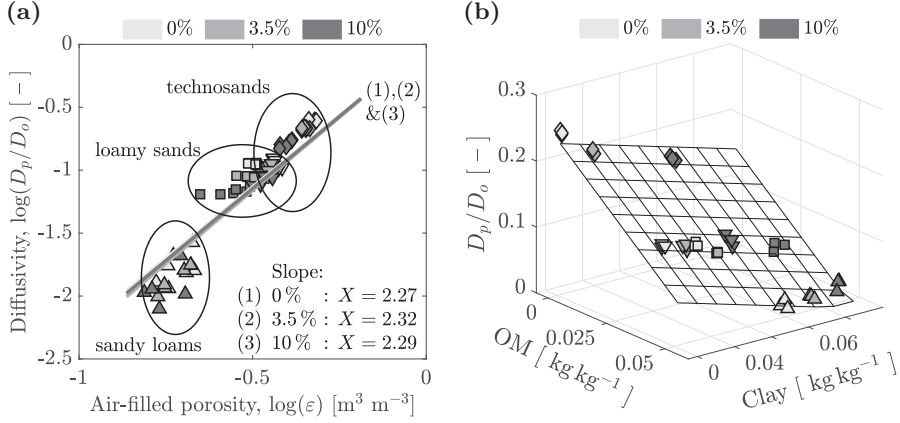 (a)
0% 3.5% 10%
0
-0.5
-1
-1.5
-2
-2.5
Diffusivity, log(D_p/D_o) [ − ]
technosands
(1),(2)
&(3)
loamy sands
sandy loams
Slope:
(1) 0 % : X = 2.27
(2) 3.5 % : X = 2.32
(3) 10 % : X = 2.29
-1 -0.5 0
Air-filled porosity, log(ε) [m³ m⁻³]
(b)
0% 3.5% 10%
0.3
0.2
0.1
0
D_p/D_o [ − ]
0
0.025
0.05
OM [ kg kg⁻¹ ]
0
0.04
0.06
Clay [ kg kg⁻¹ ]